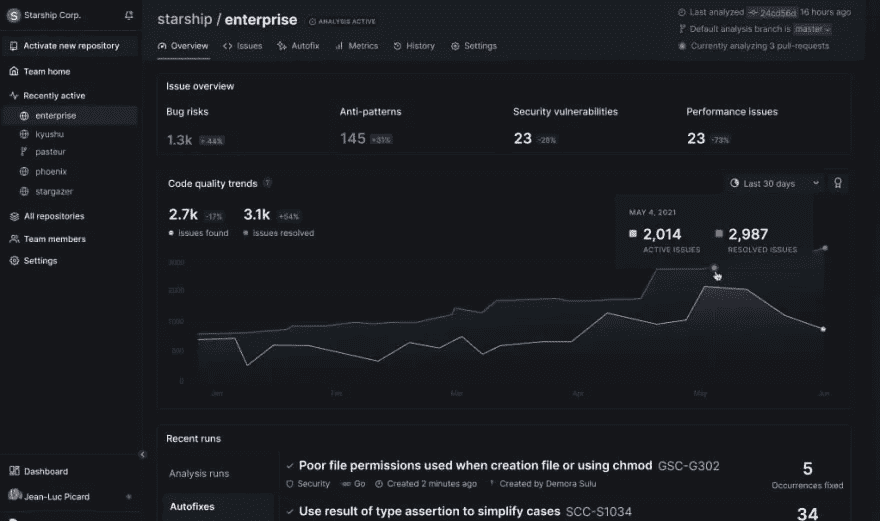 Starship Corp.
Activate new repository
Team home
Recently active
enterprise
kyushu
pasteur
phoenix
stargazer
All repositories
Team members
Settings
Dashboard
Jean-Luc Picard
starship / enterprise ANALYSIS ACTIVE
Last analyzed 24cd56d 16 hours ago
Default analysis branch is master
Currently analyzing 3 pull-requests
Overview Issues Autofix Metrics History Settings
Issue overview
Bug risks Anti-patterns Security vulnerabilities Performance issues
1.3k +44% 145 +31% 23 -28% 23 -73%
Code quality trends
Last 30 days
2.7k -17% 3.1k +54%
Issues found Issues resolved
MAY 4, 2021
2,014 2,987
ACTIVE ISSUES RESOLVED ISSUES
3000
2000
1000
0
Jan Feb Mar Apr May Jun
Recent runs
Analysis runs
Autofixes
Poor file permissions used when creation file or using chmod GSC-G302
Security Go Created 2 minutes ago Created by Demora Sulu
5
Occurrences fixed
Use result of type assertion to simplify cases SCC-S1034
34